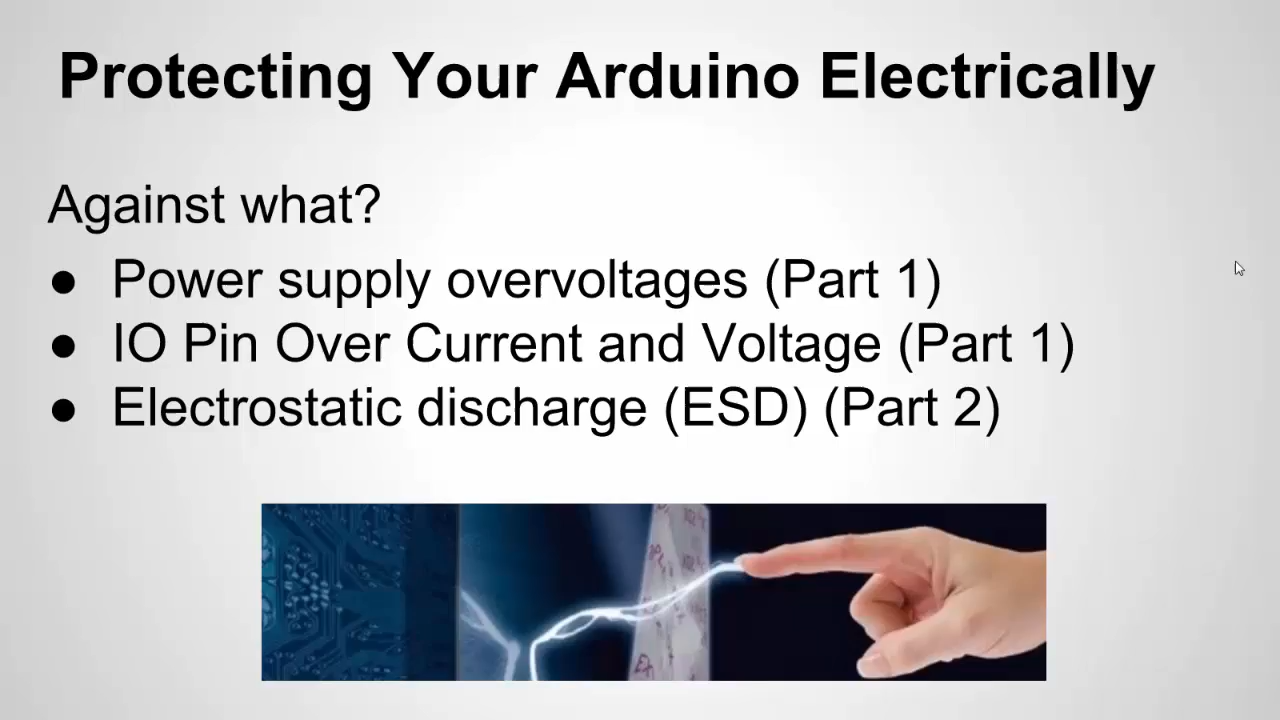 Protecting Your Arduino Electrically
Against what?
● Power supply overvoltages (Part 1)
● IO Pin Over Current and Voltage (Part 1)
● Electrostatic discharge (ESD) (Part 2)